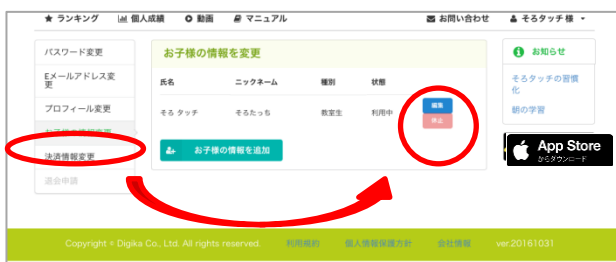 ランキング 個人成績 動画 マニュアル お問い合わせ そろタッチ様
パスワード変更
Eメールアドレス変
更
プロフィール変更
お子様の情報変更
決済情報変更
退会申請
お子様の情報を変更
氏名 ニックネーム 種別 状態
そろ タッチ そろたっち 教室生 利用中
編集
停止
お子様の情報を追加
お知らせ
そろタッチの習慣
化
朝の学習
App Store
からダウンロード
Copyright © Digika Co., Ltd. All rights reserved. 利用規約 個人情報保護方針 会社情報 ver.20161031